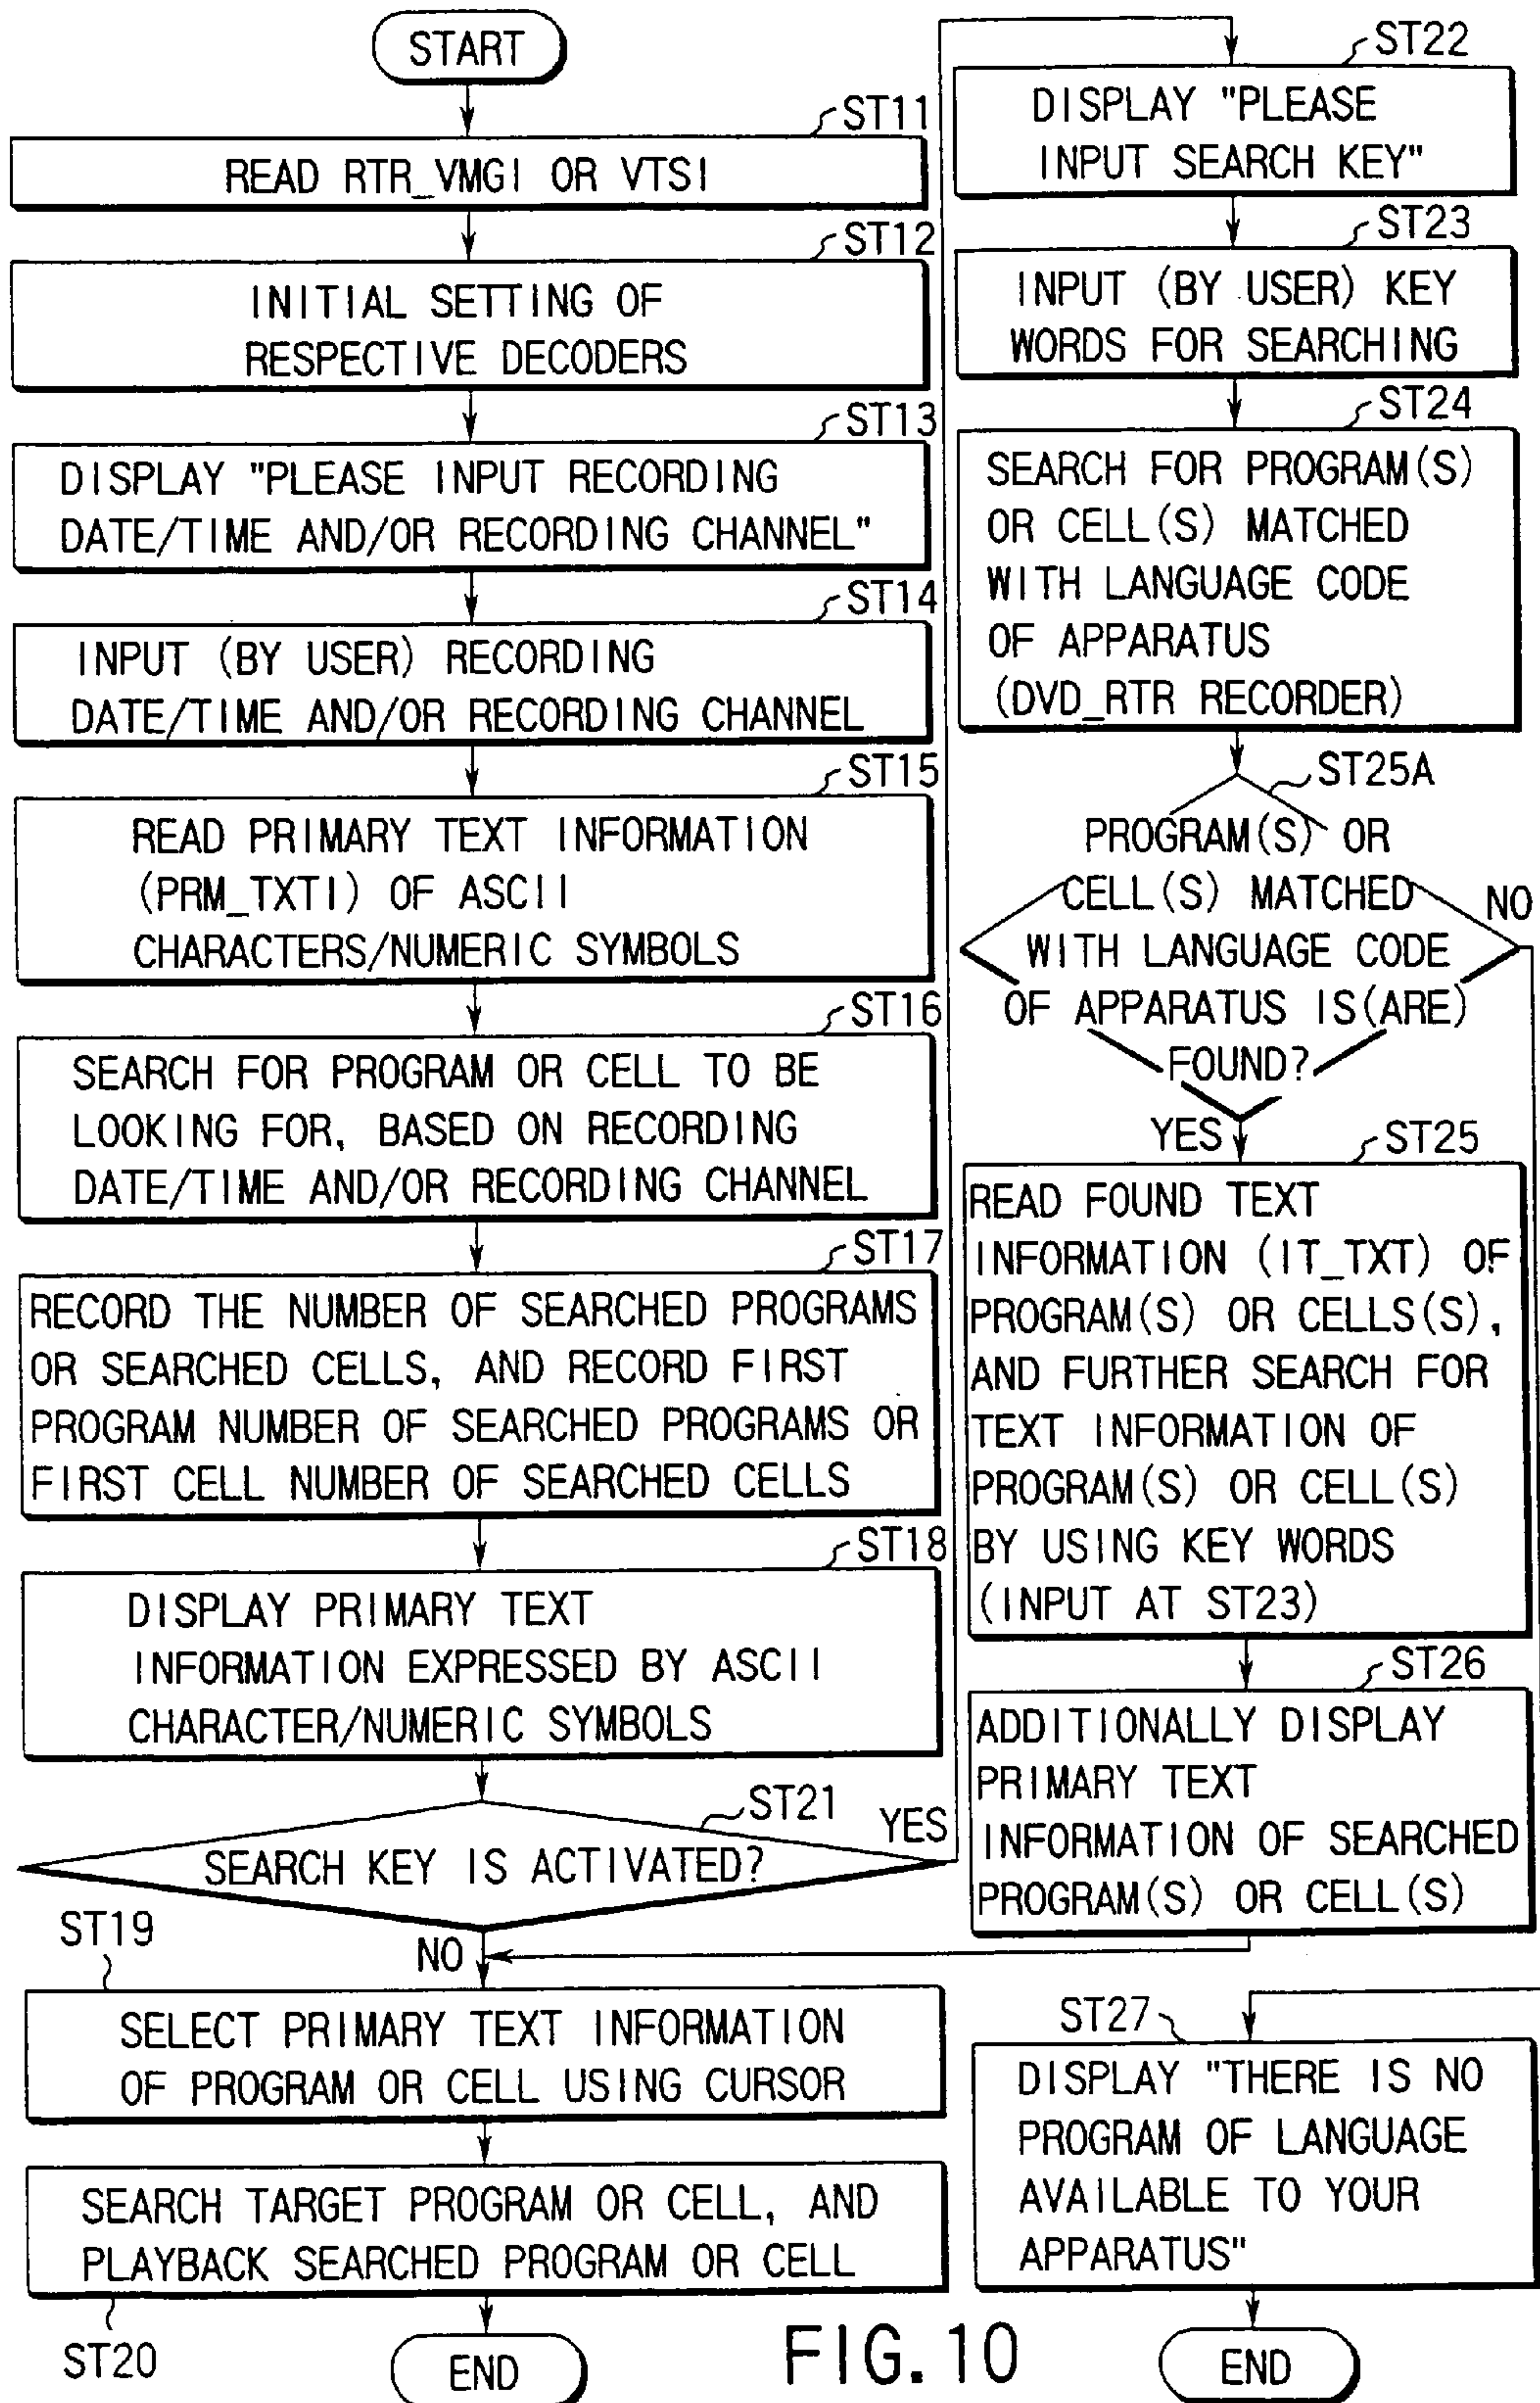 START
ST11
READ RTR_VMGI OR VTSI
ST12
INITIAL SETTING OF
RESPECTIVE DECODERS
ST13
DISPLAY "PLEASE INPUT RECORDING
DATE/TIME AND/OR RECORDING CHANNEL"
ST14
INPUT (BY USER) RECORDING
DATE/TIME AND/OR RECORDING CHANNEL
ST15
READ PRIMARY TEXT INFORMATION
(PRM_TXTI) OF ASCII
CHARACTERS/NUMERIC SYMBOLS
ST16
SEARCH FOR PROGRAM OR CELL TO BE
LOOKING FOR, BASED ON RECORDING
DATE/TIME AND/OR RECORDING CHANNEL
ST17
RECORD THE NUMBER OF SEARCHED PROGRAMS
OR SEARCHED CELLS, AND RECORD FIRST
PROGRAM NUMBER OF SEARCHED PROGRAMS OR
FIRST CELL NUMBER OF SEARCHED CELLS
ST18
DISPLAY PRIMARY TEXT
INFORMATION EXPRESSED BY ASCII
CHARACTER/NUMERIC SYMBOLS
ST21
YES
SEARCH KEY IS ACTIVATED?
ST19
NO
SELECT PRIMARY TEXT INFORMATION
OF PROGRAM OR CELL USING CURSOR
SEARCH TARGET PROGRAM OR CELL, AND
PLAYBACK SEARCHED PROGRAM OR CELL
ST20
END
ST22
DISPLAY "PLEASE
INPUT SEARCH KEY"
ST23
INPUT (BY USER) KEY
WORDS FOR SEARCHING
ST24
SEARCH FOR PROGRAM(S)
OR CELL(S) MATCHED
WITH LANGUAGE CODE
OF APPARATUS
(DVD_RTR RECORDER)
ST25A
PROGRAM(S) OR
CELL(S) MATCHED
NO
WITH LANGUAGE CODE
OF APPARATUS IS(ARE)
FOUND?
YES
ST25
READ FOUND TEXT
INFORMATION (IT_TXT) OF
PROGRAM(S) OR CELLS(S),
AND FURTHER SEARCH FOR
TEXT INFORMATION OF
PROGRAM(S) OR CELL(S)
BY USING KEY WORDS
(INPUT AT ST23)
ST26
ADDITIONALLY DISPLAY
PRIMARY TEXT
INFORMATION OF SEARCHED
PROGRAM(S) OR CELL(S)
ST27
DISPLAY "THERE IS NO
PROGRAM OF LANGUAGE
AVAILABLE TO YOUR
APPARATUS"
END
FIG.10